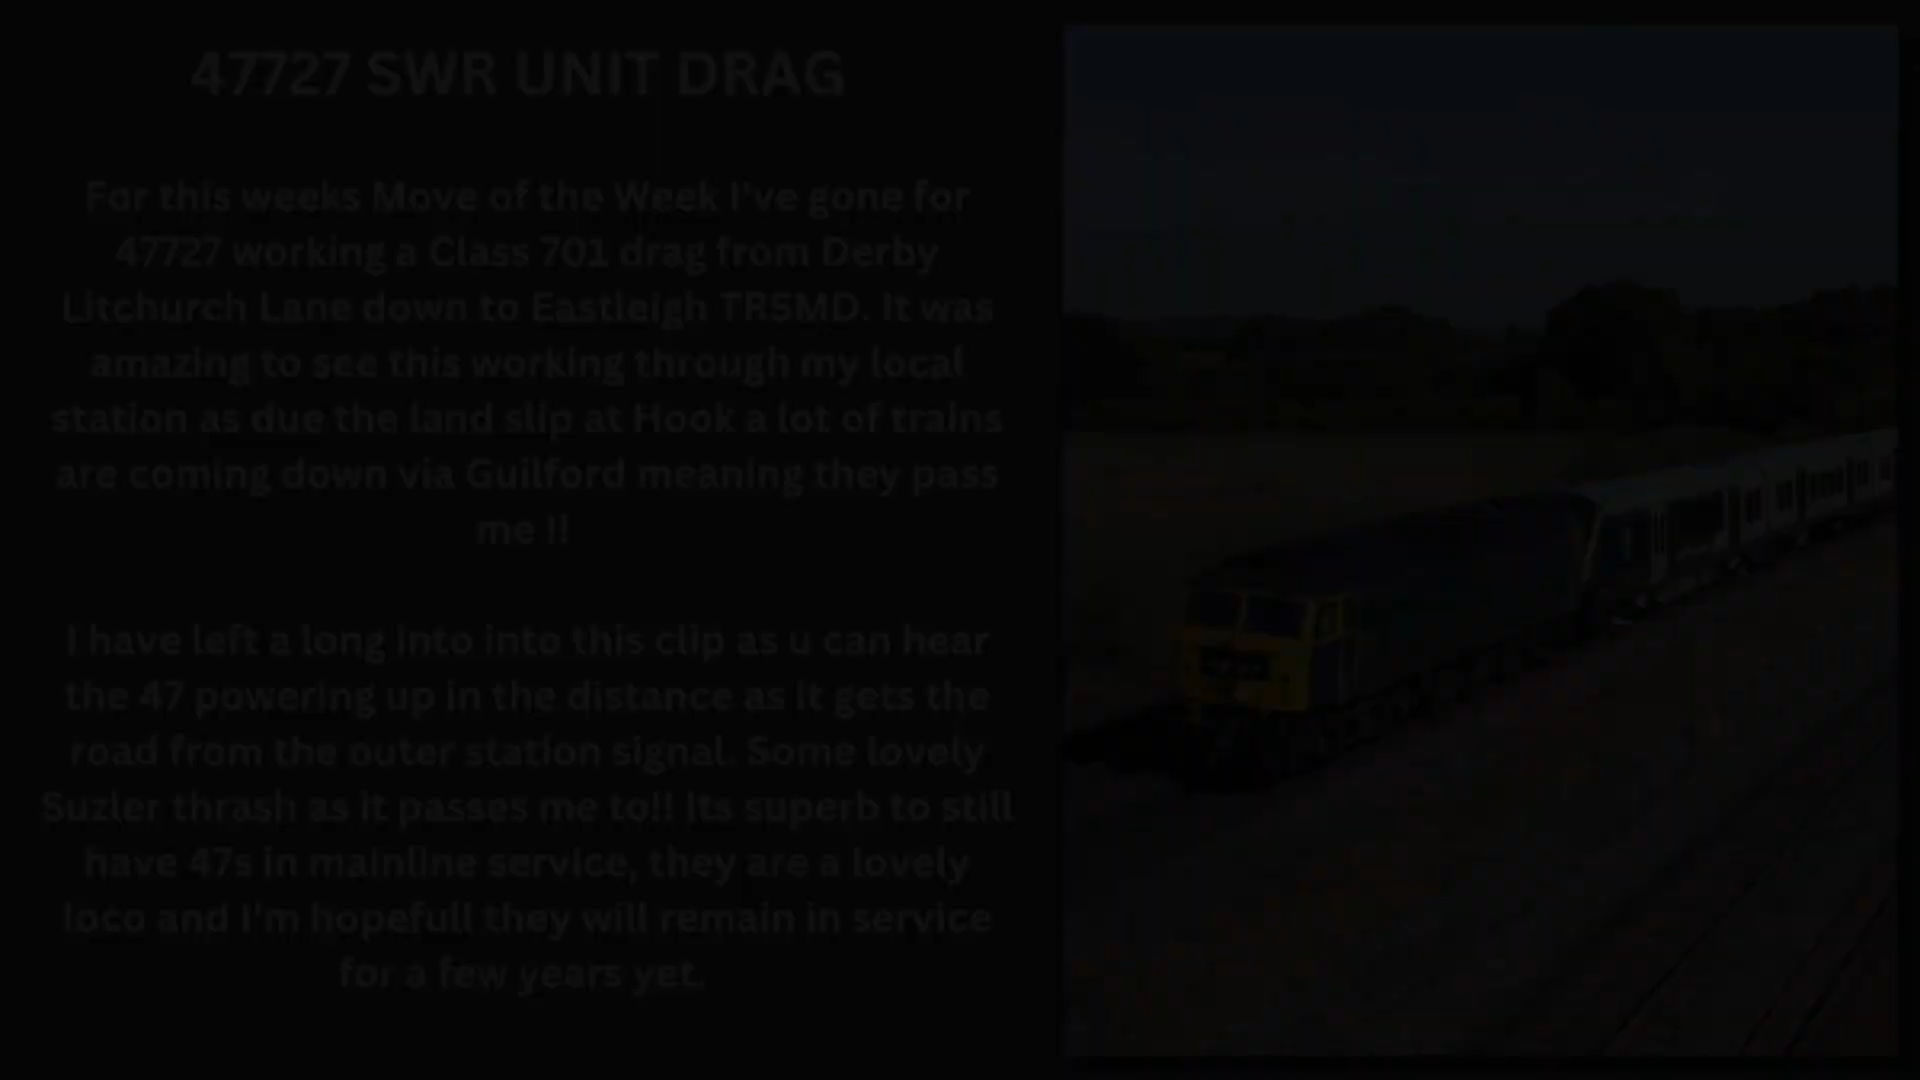 47727 SWR UNIT DRAG
For this weeks Move of the Week I've gone for
47727 working a Class 701 drag from Derby
Litchurch Lane down to Eastleigh TRSMD. It was
amazing to see this working through my local
station as due the land slip at Hook a lot of trains
are coming down via Guilford meaning they pass
me !!
I have left a long into into this clip as u can hear
the 47 powering up in the distance as it gets the
road from the outer station signal. Some lovely
Suzler thrash as it passes me to!! Its superb to still
have 47s in mainline service, they are a lovely
loco and I'm hopefull they will remain in service
for a few years yet.